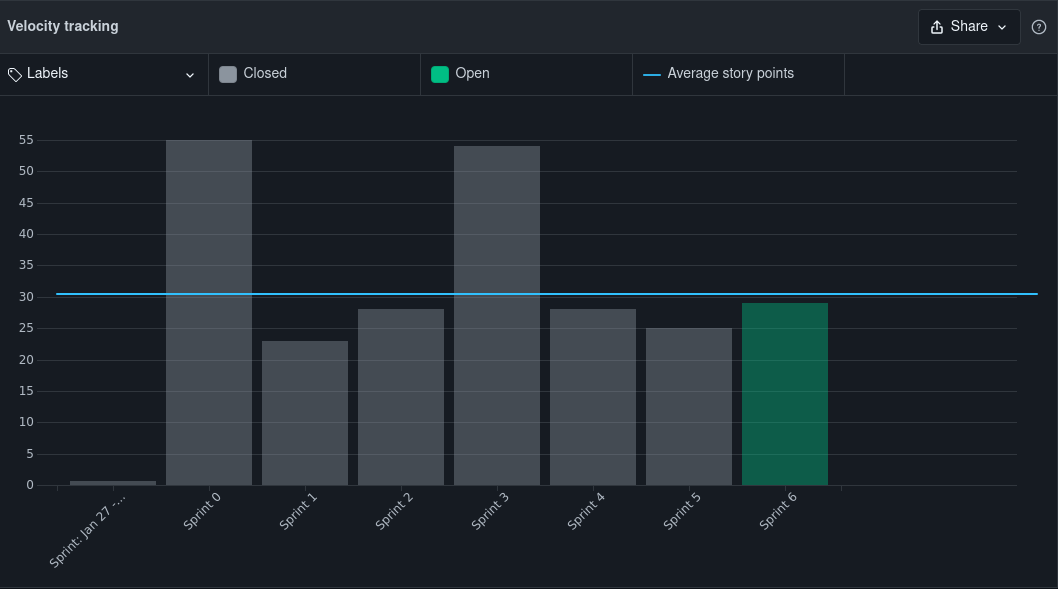 Velocity tracking
Share
?
Labels
Closed
Open
Average story points
55
50
45
40
35
30
25
20
15
10
5
0
Sprint: Jan 27 -...
Sprint 0
Sprint 1
Sprint 2
Sprint 3
Sprint 4
Sprint 5
Sprint 6